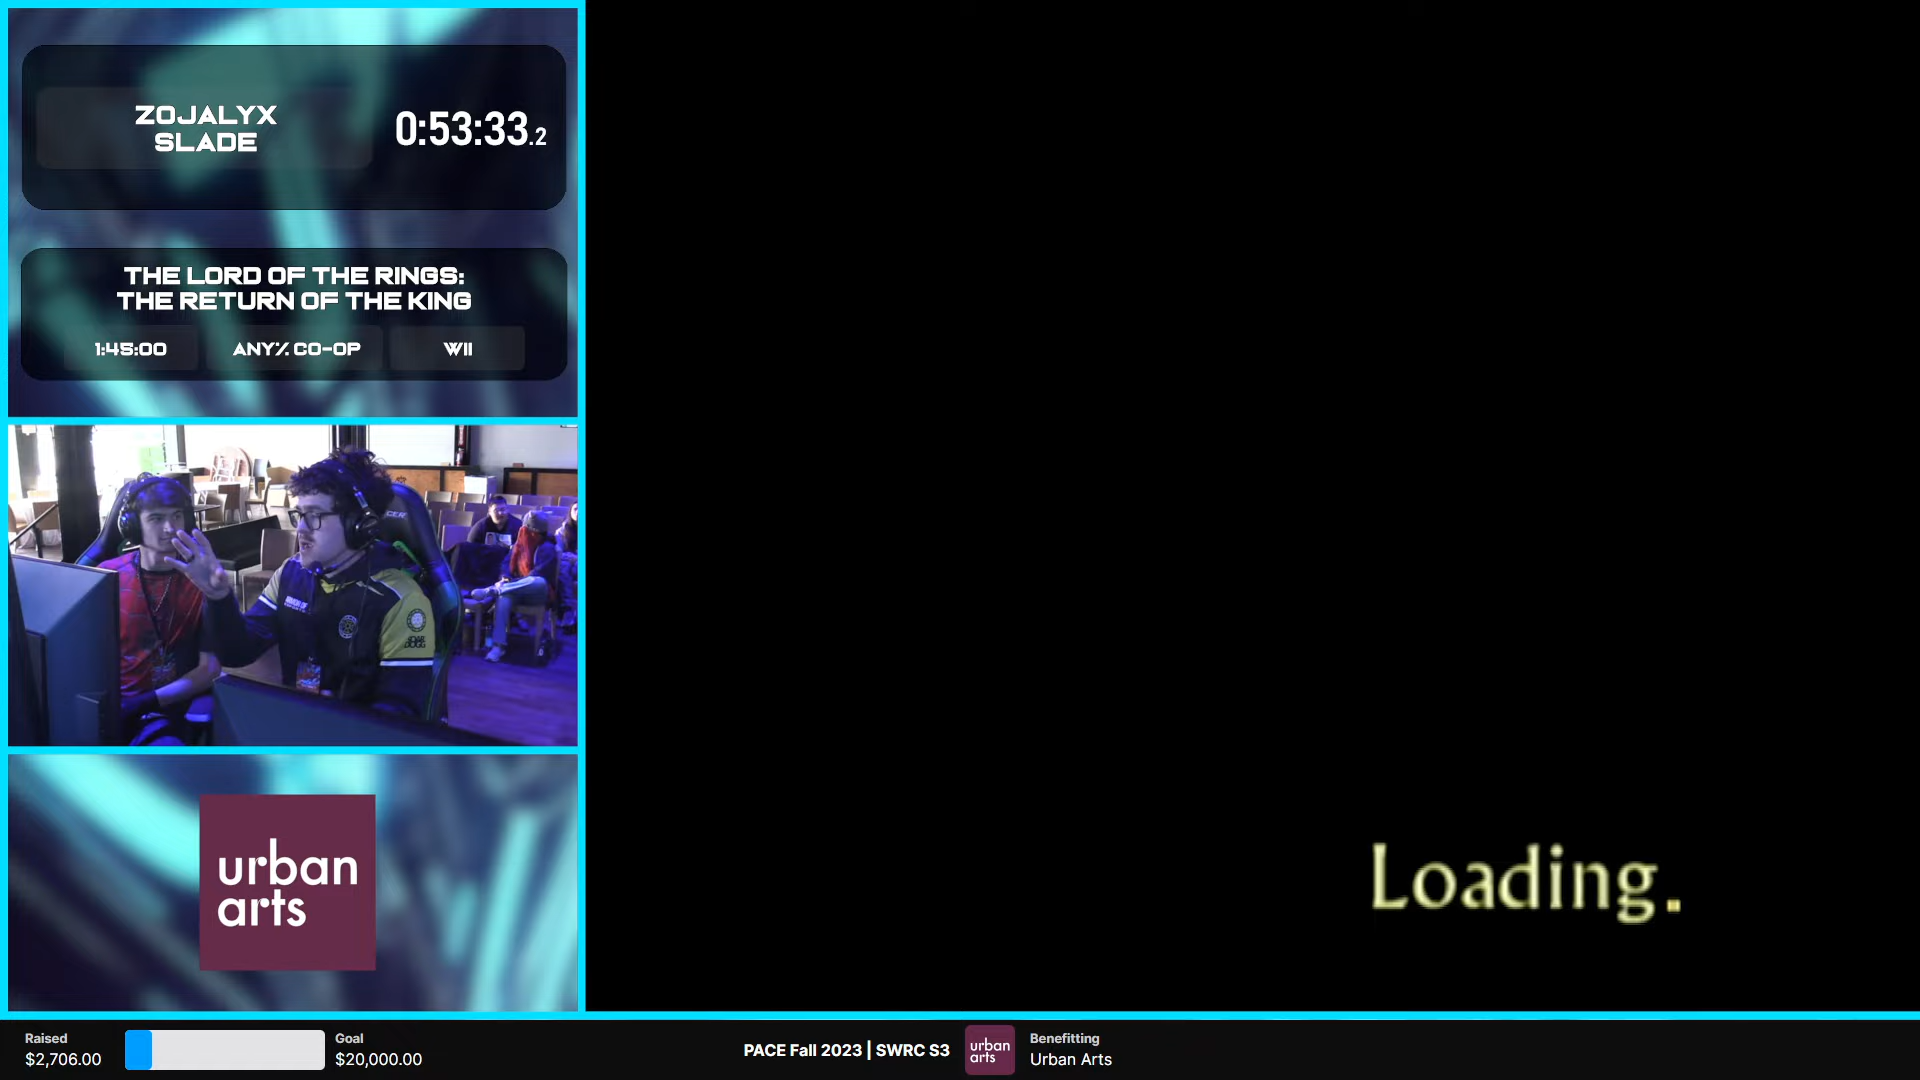 ZOJALYX
SLADE
0:53:33.2
THE LORD OF THE RINGS:
THE RETURN OF THE KING
1:45:00
ANY% CO-OP
WII
urban
arts
Loading.
Raised
$2,706.00
Goal
$20,000.00
PACE Fall 2023 | SWRC S3
urban
arts
Benefitting
Urban Arts